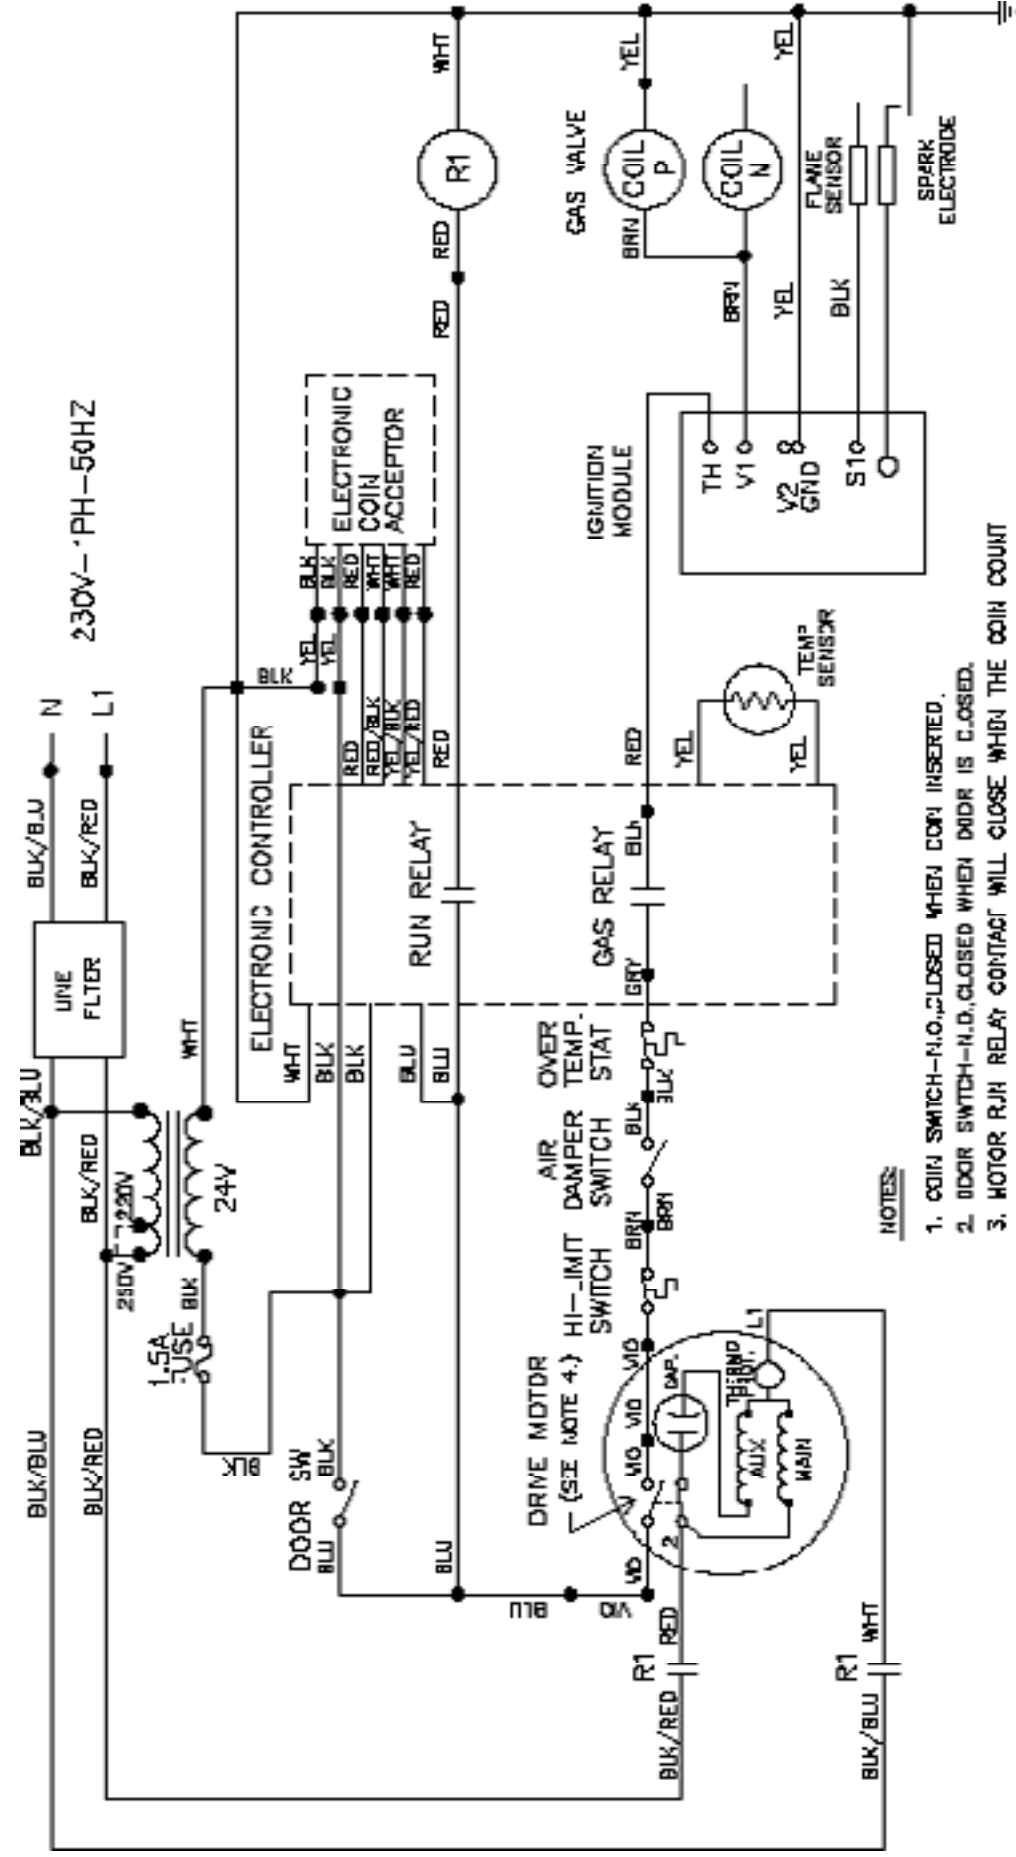 230V-1PH-50HZ
N
L1
BLK/BLU
BLK/RED
LINE
FLTER
BLK/BLU
BLK/RED
250V
220V
24V
WHT
BLK
1.5A
FUSE
BLK/BLU
BLK/RED
BLK
ELECTRONIC CONTROLLER
WHT
BLK
BLK
BLU
BLU
DOOR SW
BLU
BLK
BLU
BLU
VIO
BLK
YEL
YEL
BLK
BLK
RED
WHT
WHT
RED
ELECTRONIC
COIN
ACCEPTOR
RED
RED/BLK
YEL/BLK
YEL/RED
RED
RUN RELAY
RED
RED
R1
WHT
GAS RELAY
GRY
BLK
RED
OVER
TEMP.
STAT
AIR
DAMPER
SWITCH
HI-LIMIT
SWITCH
BLK
BLK
BRN
BRN
VIO
VIO
VIO
VIO
DRIVE MOTOR
(SEE NOTE 4.)
CAP.
AUX
MAIN
L1
2
R1
RED
BLK/RED
R1
WHT
BLK/BLU
YEL
YEL
TEMP
SENSOR
IGNITION
MODULE
TH
V1
V2
GND
S1
GAS VALVE
YEL
COIL
P
BRN
COIL
N
BRN
YEL
YEL
FLANE
SENSOR
BLK
SPARK
ELECTRODE
NOTES:
1. COIN SWITCH-N.O.,CLOSED WHEN COIN INSERTED.
2. DOOR SWTCH-N.O.,CLOSED WHEN DOOR IS CLOSED.
3. MOTOR RUN RELAY CONTACT WILL CLOSE WHEN THE COIN COUNT